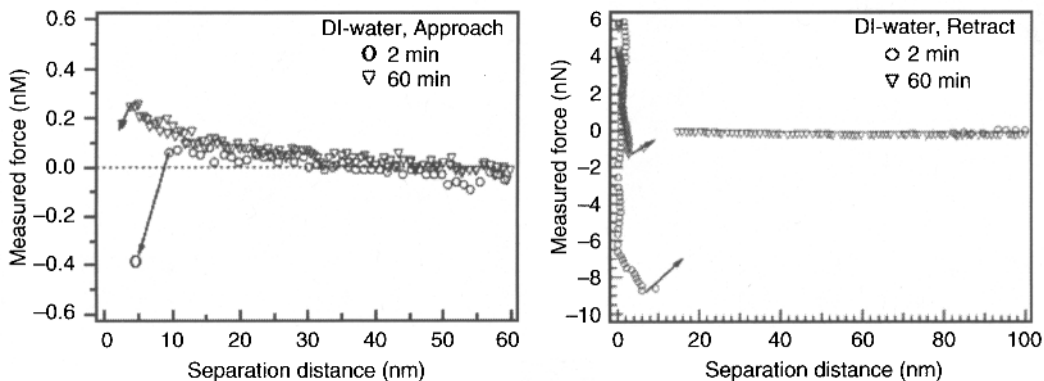 DI-water, Approach
2 min
60 min
Measured force (nM)
0.6
0.4
0.2
0.0
−0.2
−0.4
−0.6
0 10 20 30 40 50 60
Separation distance (nm)
DI-water, Retract
2 min
60 min
Measured force (nN)
6
4
2
0
−2
−4
−6
−8
−10
0 20 40 60 80 100
Separation distance (nm)